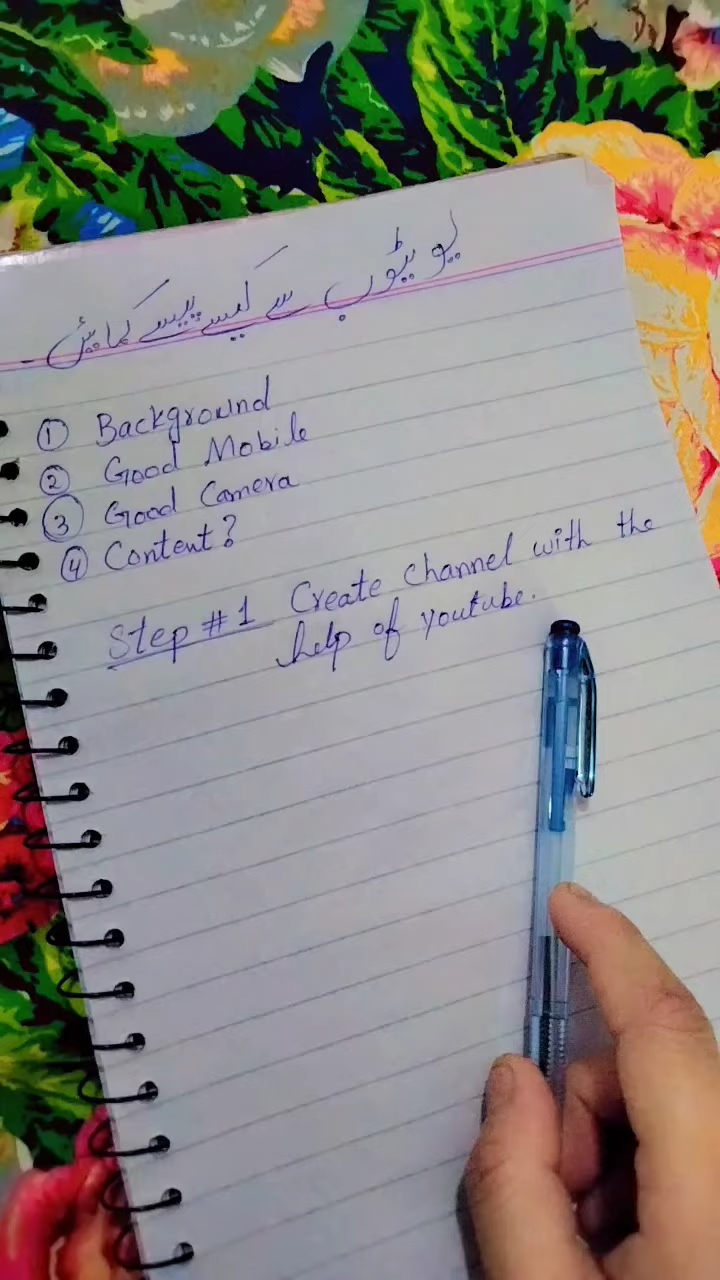 یوٹیوب سے کیسے پیسے کمایئں -
① Background
② Good Mobile
③ Good Camera
④ Content?
Step #1 Create channel with the
help of youtube.